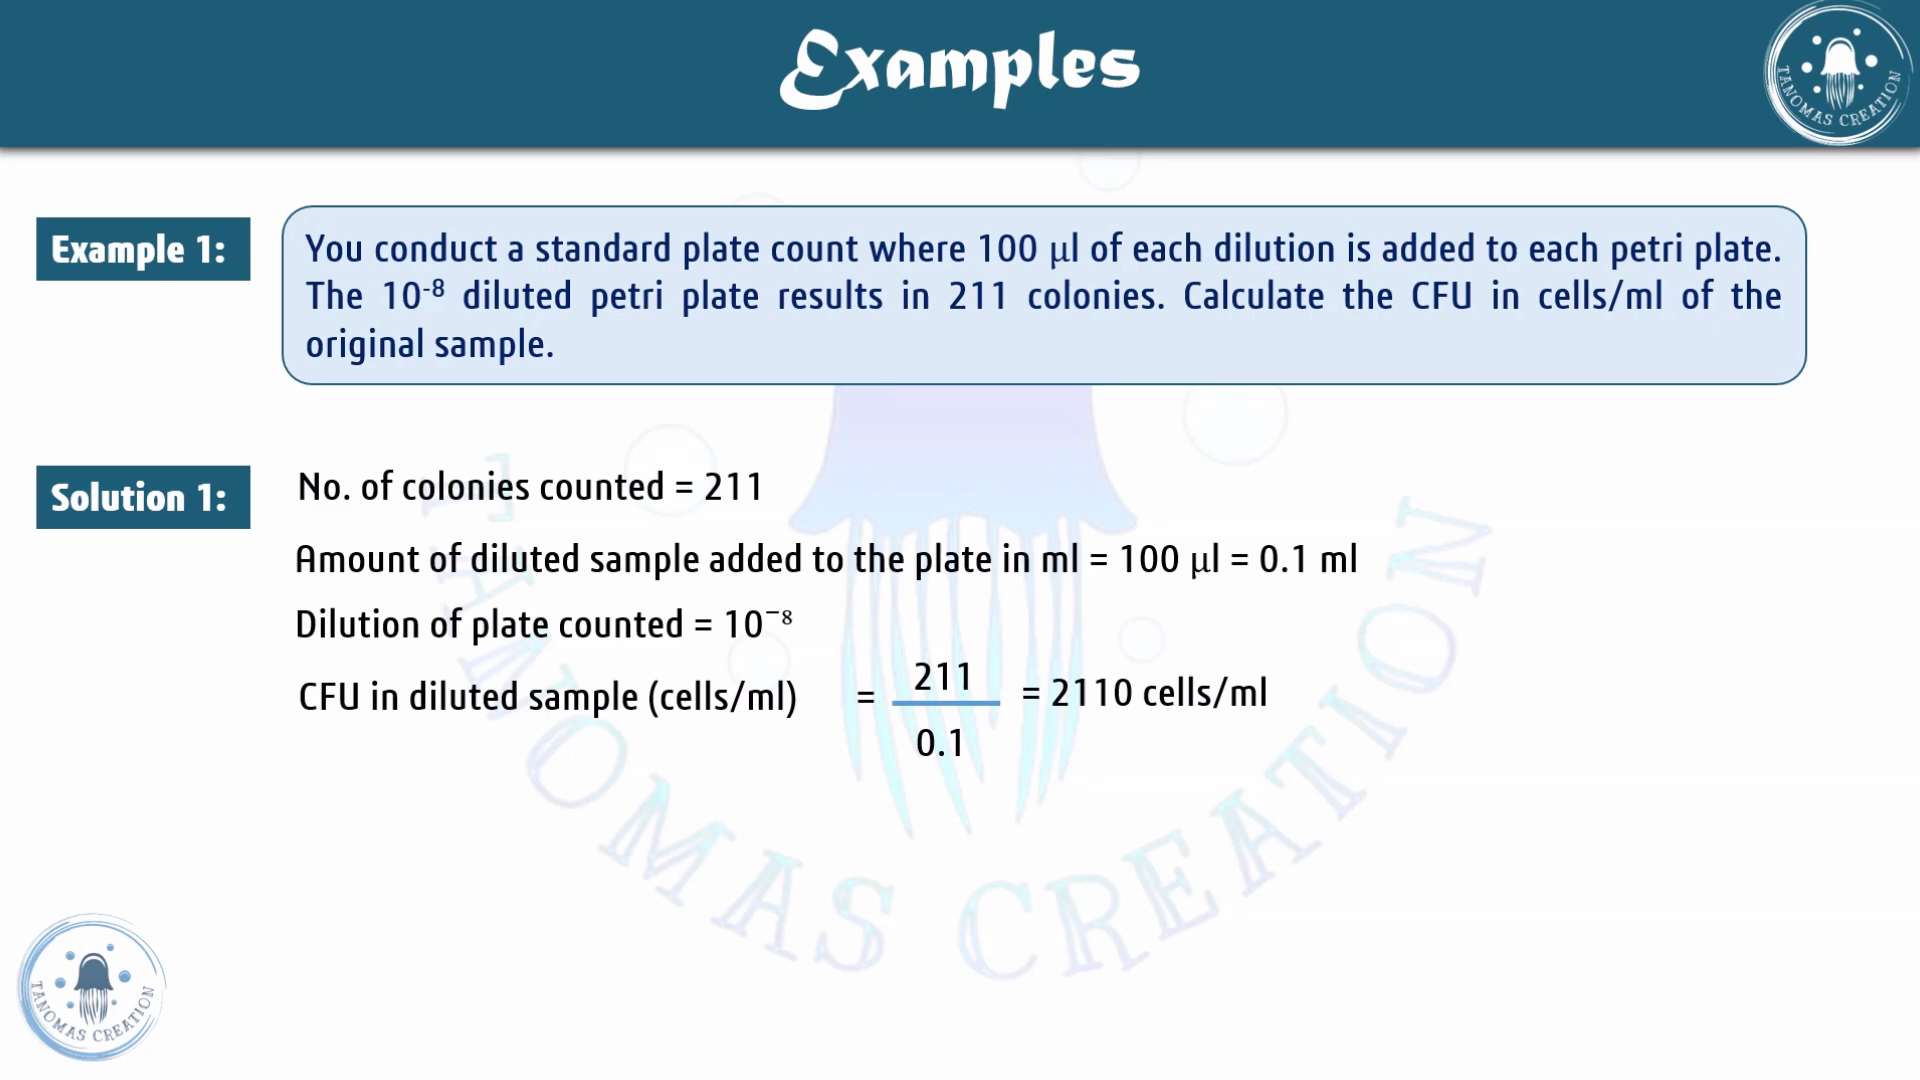 Examples
TANOMAS CREATION
Example 1:
You conduct a standard plate count where 100 µl of each dilution is added to each petri plate.
The 10⁻⁸ diluted petri plate results in 211 colonies. Calculate the CFU in cells/ml of the
original sample.
Solution 1:
No. of colonies counted = 211
Amount of diluted sample added to the plate in ml = 100 µl = 0.1 ml
Dilution of plate counted = 10⁻⁸
CFU in diluted sample (cells/ml) = 211 / 0.1 = 2110 cells/ml
TANOMAS CREATION
TANOMAS CREATION